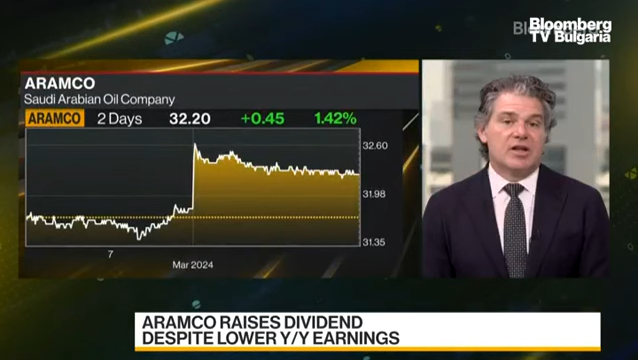 Bloomberg
TV Bulgaria
ARAMCO
Saudi Arabian Oil Company
ARAMCO 2 Days 32.20 +0.45 1.42%
32.60
31.98
31.35
7
Mar 2024
ARAMCO RAISES DIVIDEND
DESPITE LOWER Y/Y EARNINGS